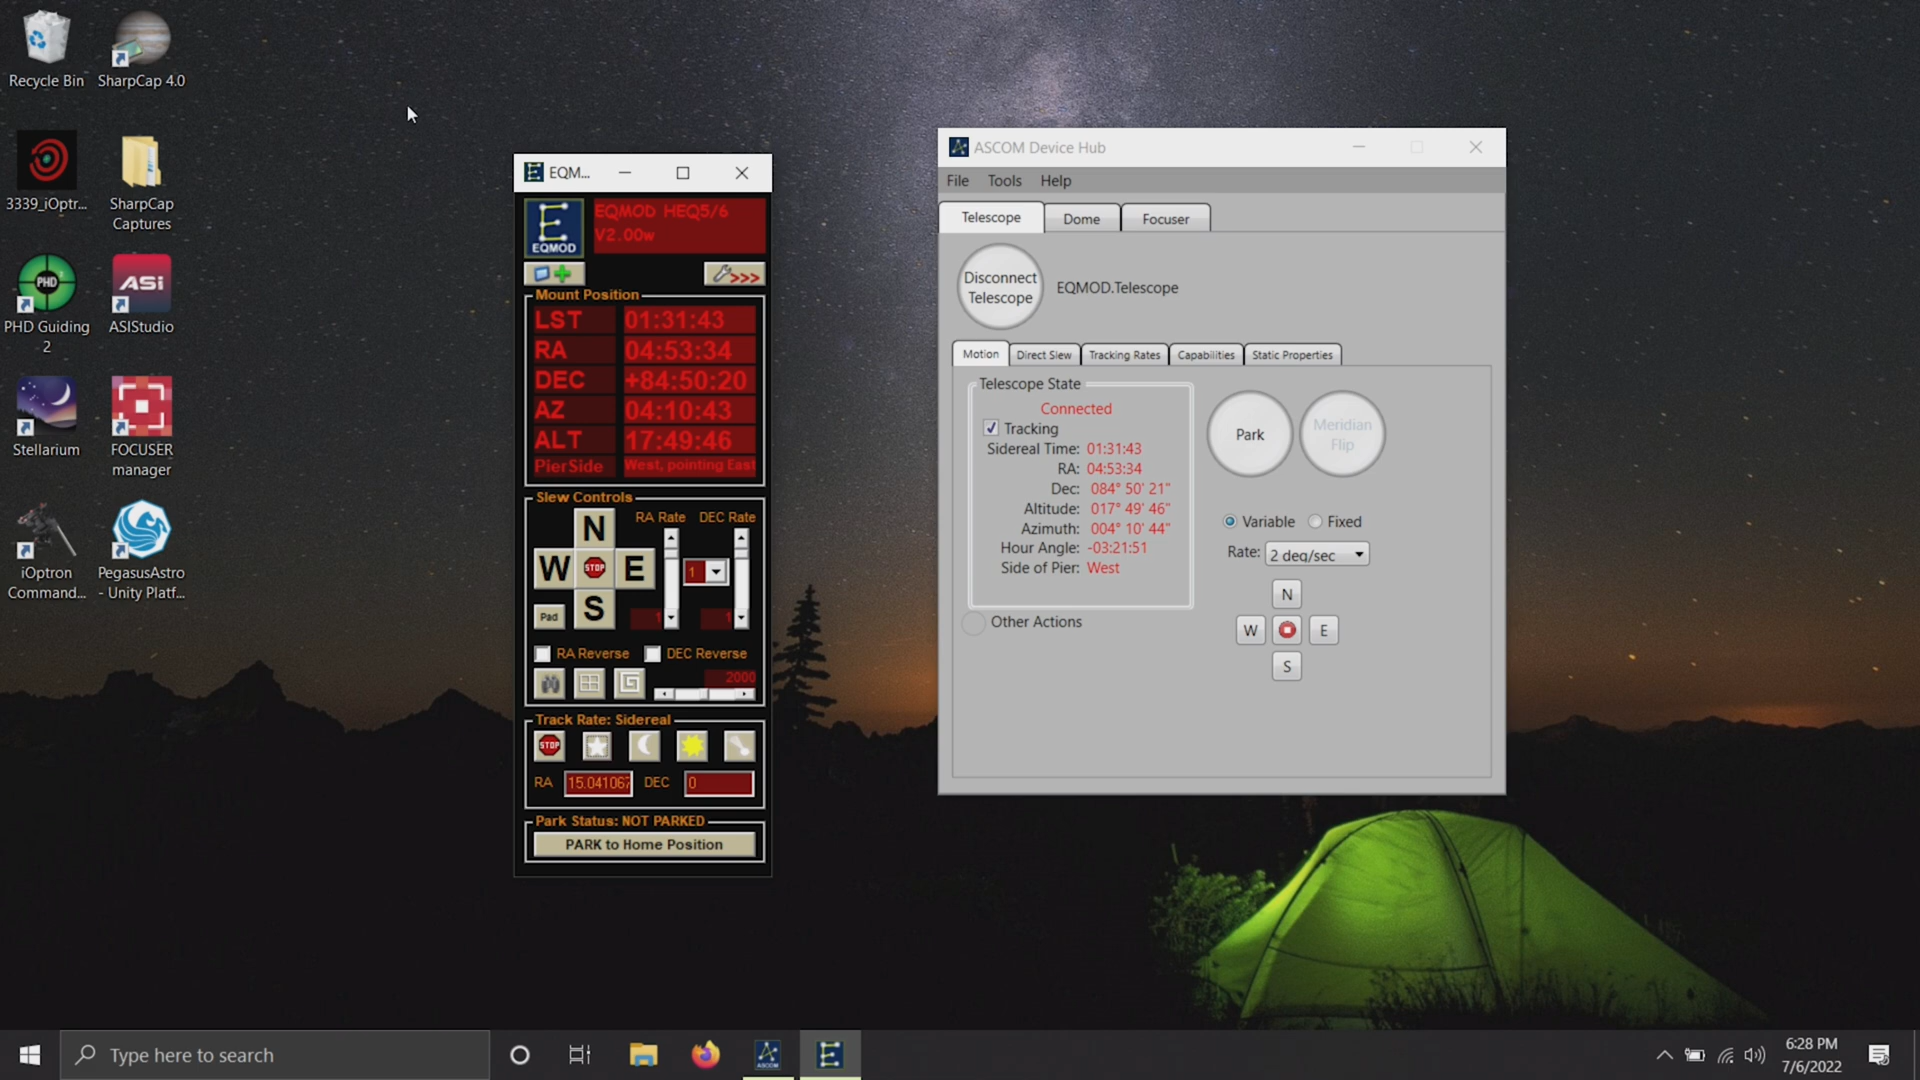 Recycle Bin
SharpCap 4.0
3339_iOptr...
SharpCap
Captures
PHD
PHD Guiding
2
ASi
ASIStudio
Stellarium
FOCUSER
manager
iOptron
Command...
PegasusAstro
- Unity Platf...
EQM...
EQMOD
EQMOD HEQ5/6
V2.00w
>>>
Mount Position
LST 01:31:43
RA 04:53:34
DEC +84:50:20
AZ 04:10:43
ALT 17:49:46
PierSide West, pointing East
Slew Controls
RA Rate DEC Rate
N
W STOP E
S
1
Pad
1 1
RA Reverse DEC Reverse
2000
Track Rate: Sidereal
STOP
RA 15.041067 DEC 0
Park Status: NOT PARKED
PARK to Home Position
ASCOM Device Hub
File Tools Help
Telescope Dome Focuser
Disconnect
Telescope
EQMOD.Telescope
Motion Direct Slew Tracking Rates Capabilities Static Properties
Telescope State
Connected
Tracking
Sidereal Time: 01:31:43
RA: 04:53:34
Dec: 084° 50' 21"
Altitude: 017° 49' 46"
Azimuth: 004° 10' 44"
Hour Angle: -03:21:51
Side of Pier: West
Other Actions
Park
Meridian
Flip
Variable Fixed
Rate: 2 deg/sec
N
W E
S
Type here to search
ASCOM
6:28 PM
7/6/2022